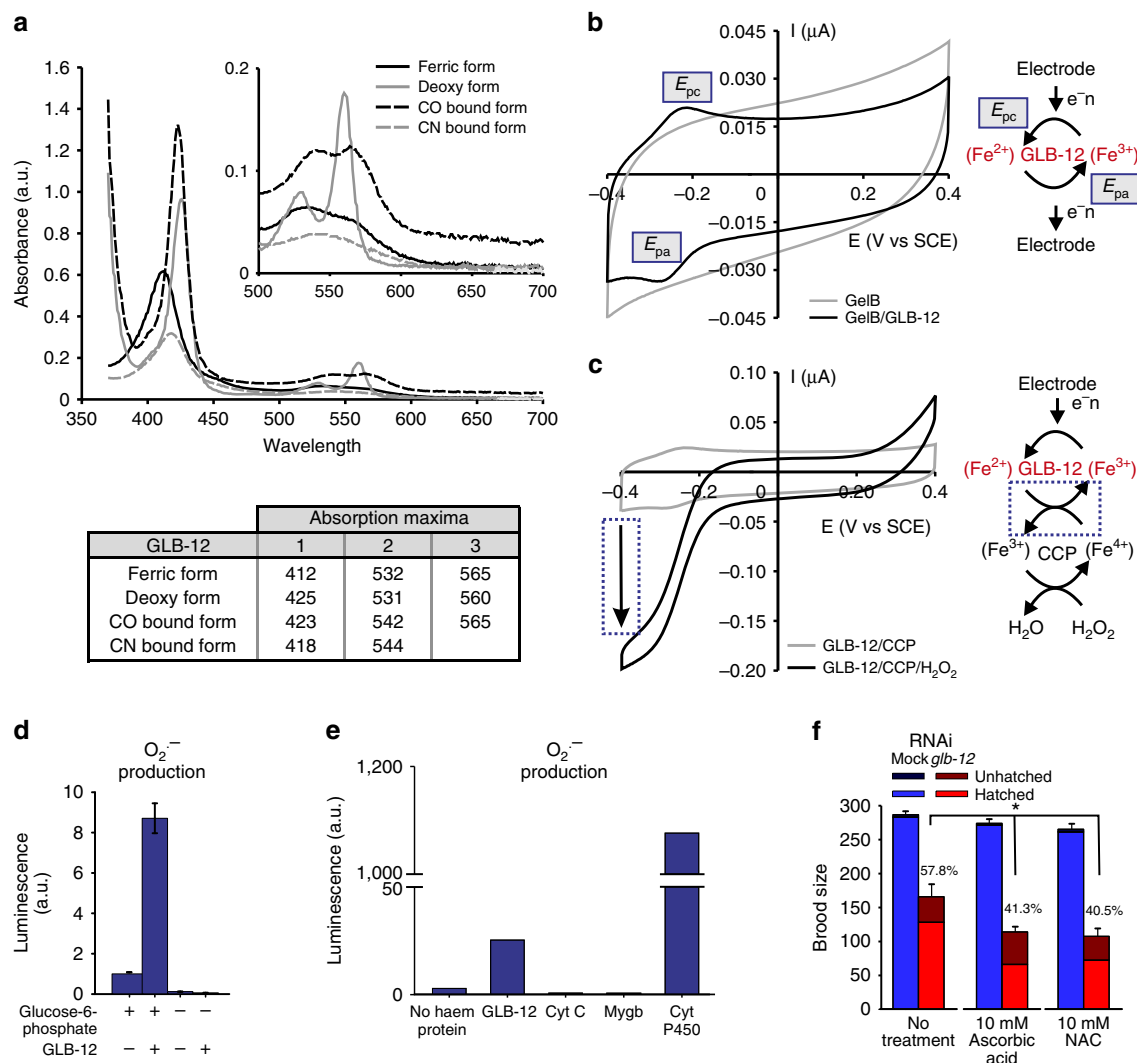 a
Absorbance (a.u.)
1.6
1.4
1.2
1.0
0.8
0.6
0.4
0.2
0
350
400
450
500
550
600
650
700
Wavelength
0.2
0.1
0
500
550
600
650
700
Ferric form
Deoxy form
CO bound form
CN bound form
Absorption maxima
GLB-12 1 2 3
Ferric form 412 532 565
Deoxy form 425 531 560
CO bound form 423 542 565
CN bound form 418 544
b
I (μA)
0.045
0.030
0.015
−0.4
−0.2
0
0.2
0.4
−0.015
−0.030
−0.045
E (V vs SCE)
Epc
Epa
GelB
GelB/GLB-12
Electrode
e⁻n
Epc
(Fe²⁺) GLB-12 (Fe³⁺)
Epa
e⁻n
Electrode
c
I (μA)
0.10
0.05
−0.4
−0.2
0
0.2
0.4
−0.05
−0.10
−0.15
−0.20
E (V vs SCE)
GLB-12/CCP
GLB-12/CCP/H₂O₂
Electrode
e⁻n
(Fe²⁺) GLB-12 (Fe³⁺)
(Fe³⁺) CCP (Fe⁴⁺)
H₂O H₂O₂
d
O₂·⁻
production
Luminescence
(a.u.)
10
8
6
4
2
0
Glucose-6-
phosphate + + − −
GLB-12 − + − +
e
O₂·⁻
production
Luminescence (a.u.)
1,200
1,000
50
0
No haem
protein
GLB-12
Cyt C
Mygb
Cyt
P450
f
RNAi
Mock glb-12
Unhatched
Hatched
Brood size
300
250
200
150
100
50
0
*
57.8%
41.3%
40.5%
No
treatment
10 mM
Ascorbic
acid
10 mM
NAC